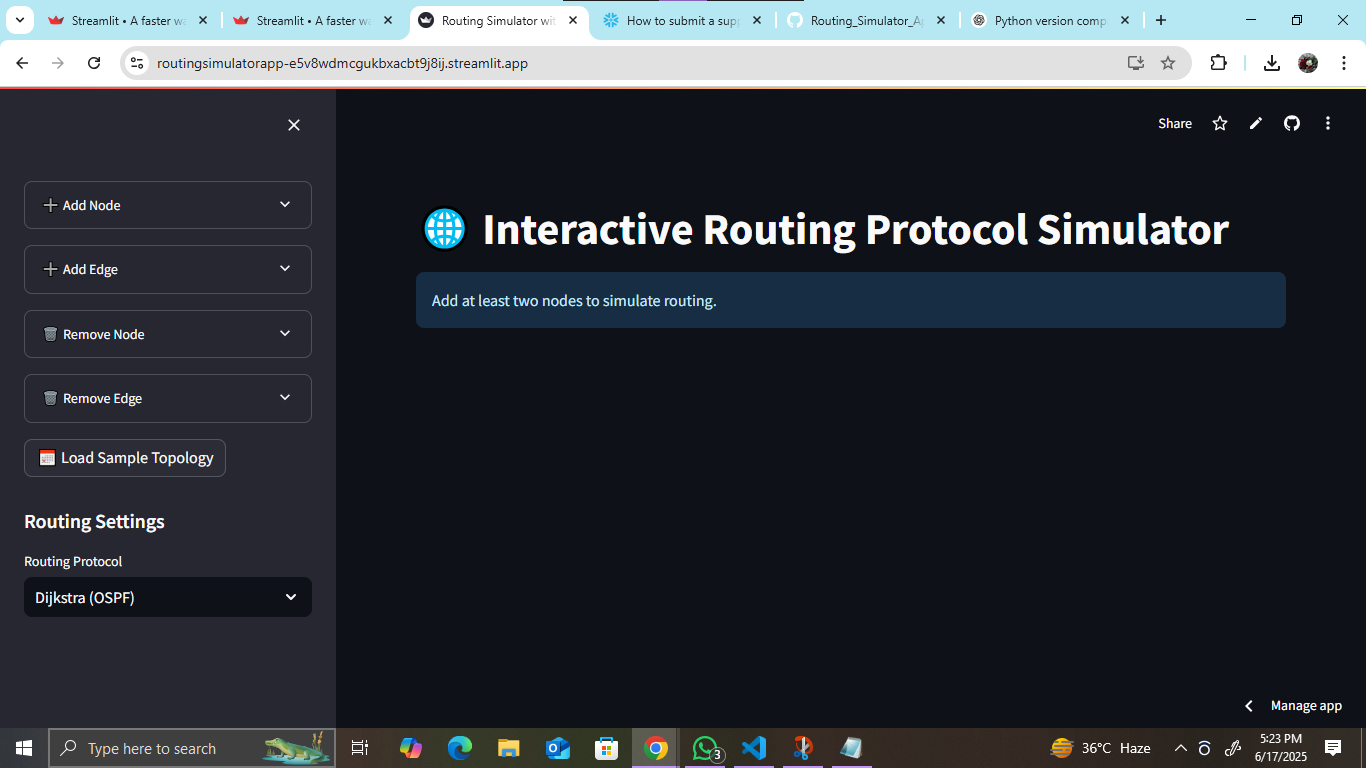 Streamlit • A faster wa
Streamlit • A faster wa
Routing Simulator wit
How to submit a sup
Routing_Simulator_A
Python version comp
routingsimulatorapp-e5v8wdmcgukbxacbt9j8ij.streamlit.app
Share
Add Node
Add Edge
Remove Node
Remove Edge
Load Sample Topology
Routing Settings
Routing Protocol
Dijkstra (OSPF)
Interactive Routing Protocol Simulator
Add at least two nodes to simulate routing.
Manage app
Type here to search
3
36°C Haze
5:23 PM
6/17/2025